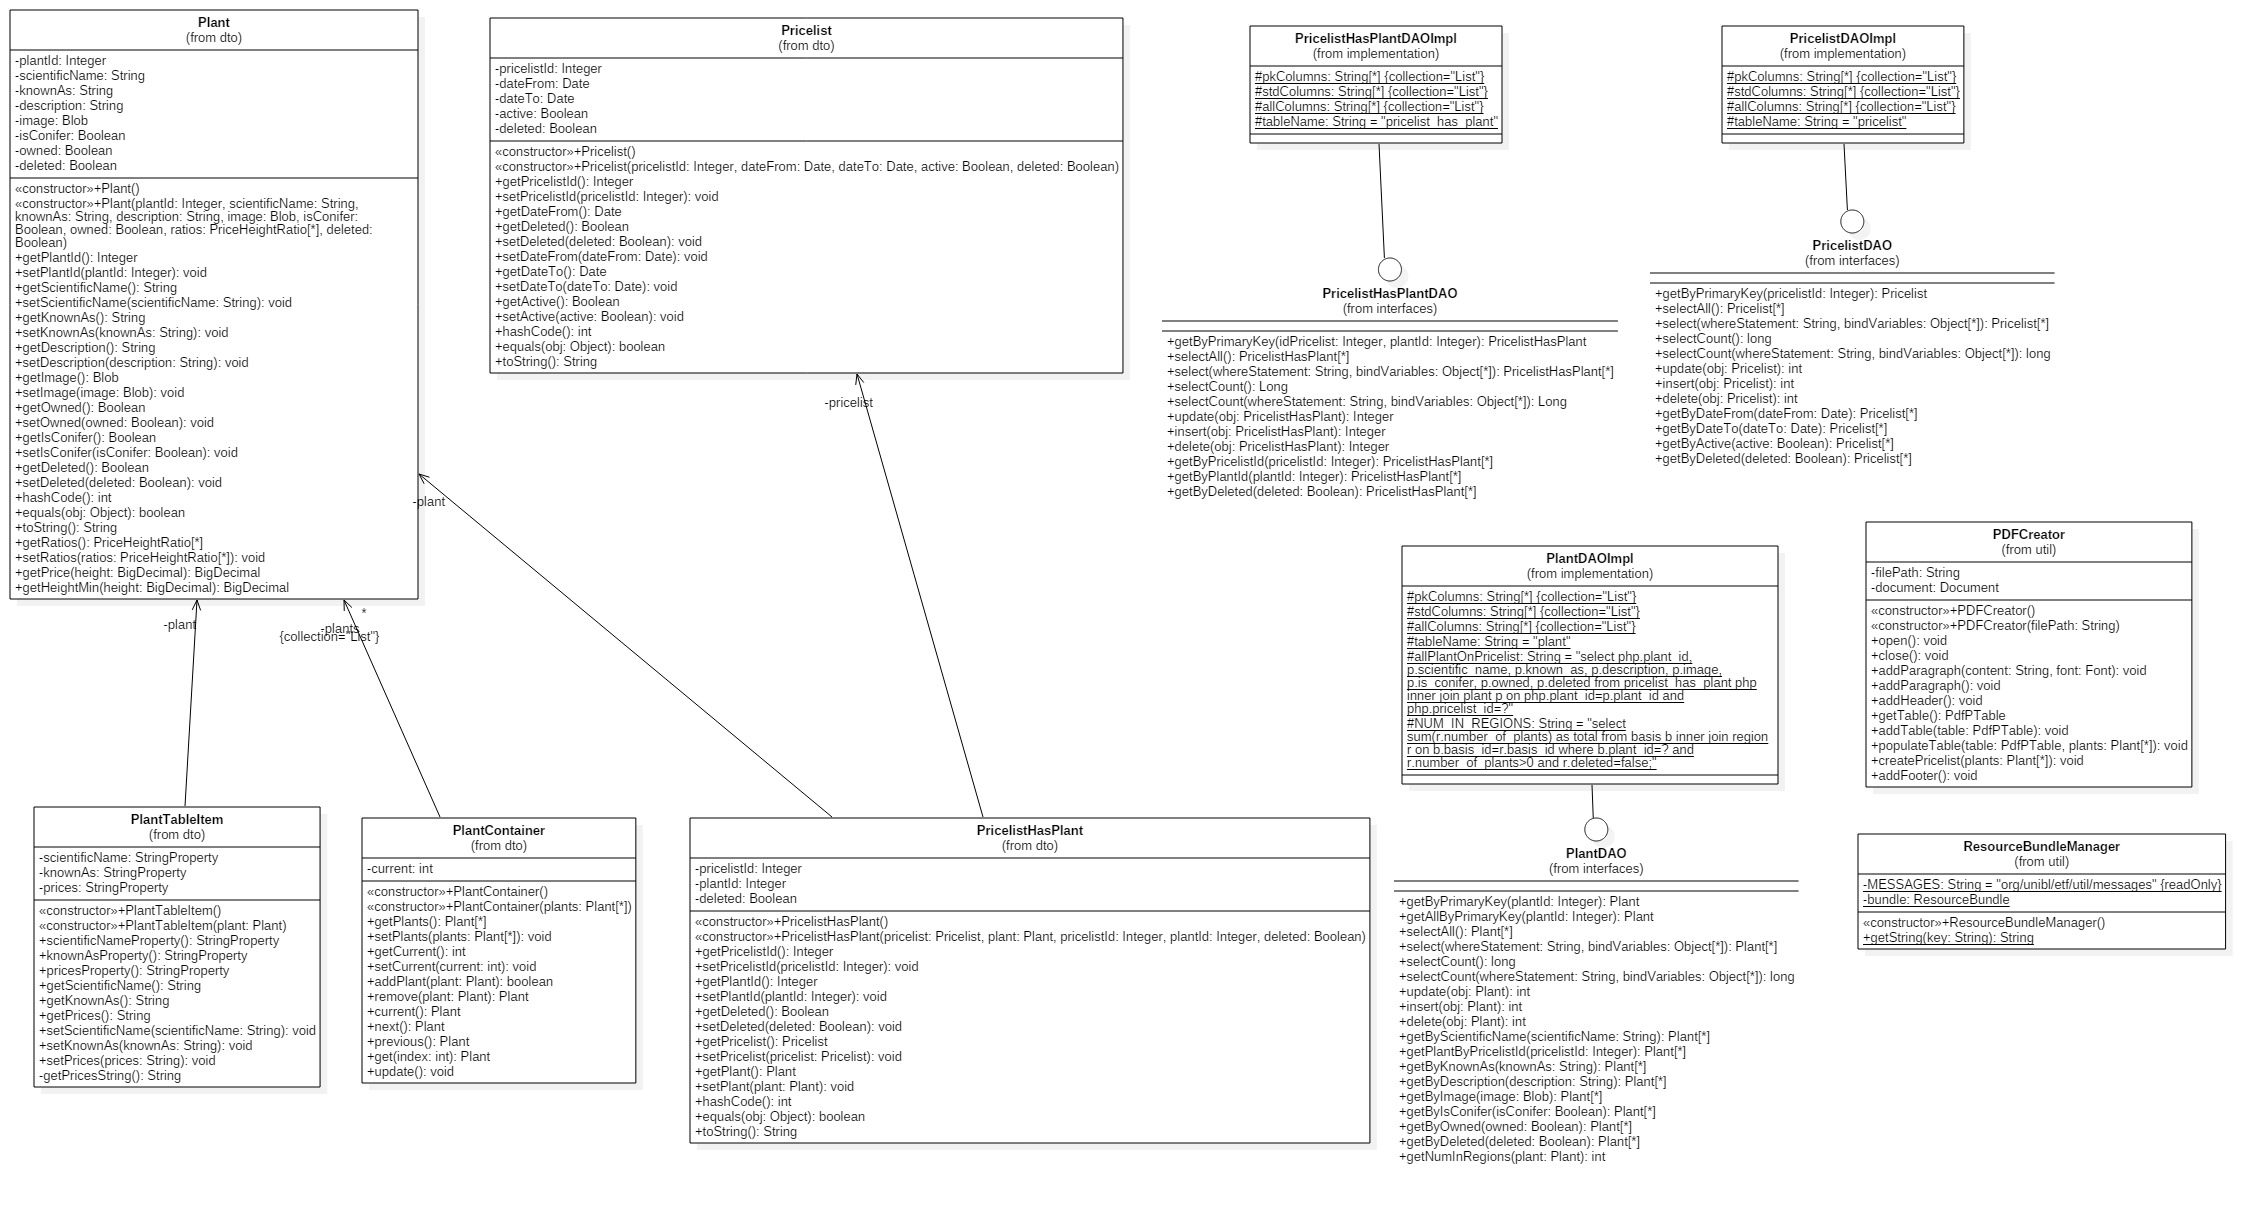 Plant
(from dto)
-plantId: Integer
-scientificName: String
-knownAs: String
-description: String
-image: Blob
-isConifer: Boolean
-owned: Boolean
-deleted: Boolean
«constructor»+Plant()
«constructor»+Plant(plantId: Integer, scientificName: String,
knownAs: String, description: String, image: Blob, isConifer:
Boolean, owned: Boolean, ratios: PriceHeightRatio[*], deleted:
Boolean)
+getPlantId(): Integer
+setPlantId(plantId: Integer): void
+getScientificName(): String
+setScientificName(scientificName: String): void
+getKnownAs(): String
+setKnownAs(knownAs: String): void
+getDescription(): String
+setDescription(description: String): void
+getImage(): Blob
+setImage(image: Blob): void
+getOwned(): Boolean
+setOwned(owned: Boolean): void
+getIsConifer(): Boolean
+setIsConifer(isConifer: Boolean): void
+getDeleted(): Boolean
+setDeleted(deleted: Boolean): void
+hashCode(): int
+equals(obj: Object): boolean
+toString(): String
+getRatios(): PriceHeightRatio[*]
+setRatios(ratios: PriceHeightRatio[*]): void
+getPrice(height: BigDecimal): BigDecimal
+getHeightMin(height: BigDecimal): BigDecimal
Pricelist
(from dto)
-pricelistId: Integer
-dateFrom: Date
-dateTo: Date
-active: Boolean
-deleted: Boolean
«constructor»+Pricelist()
«constructor»+Pricelist(pricelistId: Integer, dateFrom: Date, dateTo: Date, active: Boolean, deleted: Boolean)
+getPricelistId(): Integer
+setPricelistId(pricelistId: Integer): void
+getDateFrom(): Date
+getDeleted(): Boolean
+setDeleted(deleted: Boolean): void
+setDateFrom(dateFrom: Date): void
+getDateTo(): Date
+setDateTo(dateTo: Date): void
+getActive(): Boolean
+setActive(active: Boolean): void
+hashCode(): int
+equals(obj: Object): boolean
+toString(): String
PricelistHasPlantDAOImpl
(from implementation)
#pkColumns: String[*] {collection="List"}
#stdColumns: String[*] {collection="List"}
#allColumns: String[*] {collection="List"}
#tableName: String = "pricelist_has_plant"
PricelistDAOImpl
(from implementation)
#pkColumns: String[*] {collection="List"}
#stdColumns: String[*] {collection="List"}
#allColumns: String[*] {collection="List"}
#tableName: String = "pricelist"
PricelistHasPlantDAO
(from interfaces)
+getByPrimaryKey(idPricelist: Integer, plantId: Integer): PricelistHasPlant
+selectAll(): PricelistHasPlant[*]
+select(whereStatement: String, bindVariables: Object[*]): PricelistHasPlant[*]
+selectCount(): Long
+selectCount(whereStatement: String, bindVariables: Object[*]): Long
+update(obj: PricelistHasPlant): Integer
+insert(obj: PricelistHasPlant): Integer
+delete(obj: PricelistHasPlant): Integer
+getByPricelistId(pricelistId: Integer): PricelistHasPlant[*]
+getByPlantId(plantId: Integer): PricelistHasPlant[*]
+getByDeleted(deleted: Boolean): PricelistHasPlant[*]
PricelistDAO
(from interfaces)
+getByPrimaryKey(pricelistId: Integer): Pricelist
+selectAll(): Pricelist[*]
+select(whereStatement: String, bindVariables: Object[*]): Pricelist[*]
+selectCount(): long
+selectCount(whereStatement: String, bindVariables: Object[*]): long
+update(obj: Pricelist): int
+insert(obj: Pricelist): int
+delete(obj: Pricelist): int
+getByDateFrom(dateFrom: Date): Pricelist[*]
+getByDateTo(dateTo: Date): Pricelist[*]
+getByActive(active: Boolean): Pricelist[*]
+getByDeleted(deleted: Boolean): Pricelist[*]
-pricelist
-plant
-plant
*
-plants
{collection="List"}
PlantDAOImpl
(from implementation)
#pkColumns: String[*] {collection="List"}
#stdColumns: String[*] {collection="List"}
#allColumns: String[*] {collection="List"}
#tableName: String = "plant"
#allPlantOnPricelist: String = "select php.plant_id,
p.scientific_name, p.known_as, p.description, p.image,
p.is_conifer, p.owned, p.deleted from pricelist_has_plant php
inner join plant p on php.plant_id=p.plant_id and
php.pricelist_id=?"
#NUM_IN_REGIONS: String = "select
sum(r.number_of_plants) as total from basis b inner join region
r on b.basis_id=r.basis_id where b.plant_id=? and
r.number_of_plants>0 and r.deleted=false;"
PDFCreator
(from util)
-filePath: String
-document: Document
«constructor»+PDFCreator()
«constructor»+PDFCreator(filePath: String)
+open(): void
+close(): void
+addParagraph(content: String, font: Font): void
+addParagraph(): void
+addHeader(): void
+getTable(): PdfPTable
+addTable(table: PdfPTable): void
+populateTable(table: PdfPTable, plants: Plant[*]): void
+createPricelist(plants: Plant[*]): void
+addFooter(): void
PlantTableItem
(from dto)
-scientificName: StringProperty
-knownAs: StringProperty
-prices: StringProperty
«constructor»+PlantTableItem()
«constructor»+PlantTableItem(plant: Plant)
+scientificNameProperty(): StringProperty
+knownAsProperty(): StringProperty
+pricesProperty(): StringProperty
+getScientificName(): String
+getKnownAs(): String
+getPrices(): String
+setScientificName(scientificName: String): void
+setKnownAs(knownAs: String): void
+setPrices(prices: String): void
-getPricesString(): String
PlantContainer
(from dto)
-current: int
«constructor»+PlantContainer()
«constructor»+PlantContainer(plants: Plant[*])
+getPlants(): Plant[*]
+setPlants(plants: Plant[*]): void
+getCurrent(): int
+setCurrent(current: int): void
+addPlant(plant: Plant): boolean
+remove(plant: Plant): Plant
+current(): Plant
+next(): Plant
+previous(): Plant
+get(index: int): Plant
+update(): void
PricelistHasPlant
(from dto)
-pricelistId: Integer
-plantId: Integer
-deleted: Boolean
«constructor»+PricelistHasPlant()
«constructor»+PricelistHasPlant(pricelist: Pricelist, plant: Plant, pricelistId: Integer, plantId: Integer, deleted: Boolean)
+getPricelistId(): Integer
+setPricelistId(pricelistId: Integer): void
+getPlantId(): Integer
+setPlantId(plantId: Integer): void
+getDeleted(): Boolean
+setDeleted(deleted: Boolean): void
+getPricelist(): Pricelist
+setPricelist(pricelist: Pricelist): void
+getPlant(): Plant
+setPlant(plant: Plant): void
+hashCode(): int
+equals(obj: Object): boolean
+toString(): String
PlantDAO
(from interfaces)
+getByPrimaryKey(plantId: Integer): Plant
+getAllByPrimaryKey(plantId: Integer): Plant
+selectAll(): Plant[*]
+select(whereStatement: String, bindVariables: Object[*]): Plant[*]
+selectCount(): long
+selectCount(whereStatement: String, bindVariables: Object[*]): long
+update(obj: Plant): int
+insert(obj: Plant): int
+delete(obj: Plant): int
+getByScientificName(scientificName: String): Plant[*]
+getPlantByPricelistId(pricelistId: Integer): Plant[*]
+getByKnownAs(knownAs: String): Plant[*]
+getByDescription(description: String): Plant[*]
+getByImage(image: Blob): Plant[*]
+getByIsConifer(isConifer: Boolean): Plant[*]
+getByOwned(owned: Boolean): Plant[*]
+getByDeleted(deleted: Boolean): Plant[*]
+getNumInRegions(plant: Plant): int
ResourceBundleManager
(from util)
-MESSAGES: String = "org/unibl/etf/util/messages" {readOnly}
-bundle: ResourceBundle
«constructor»+ResourceBundleManager()
+getString(key: String): String